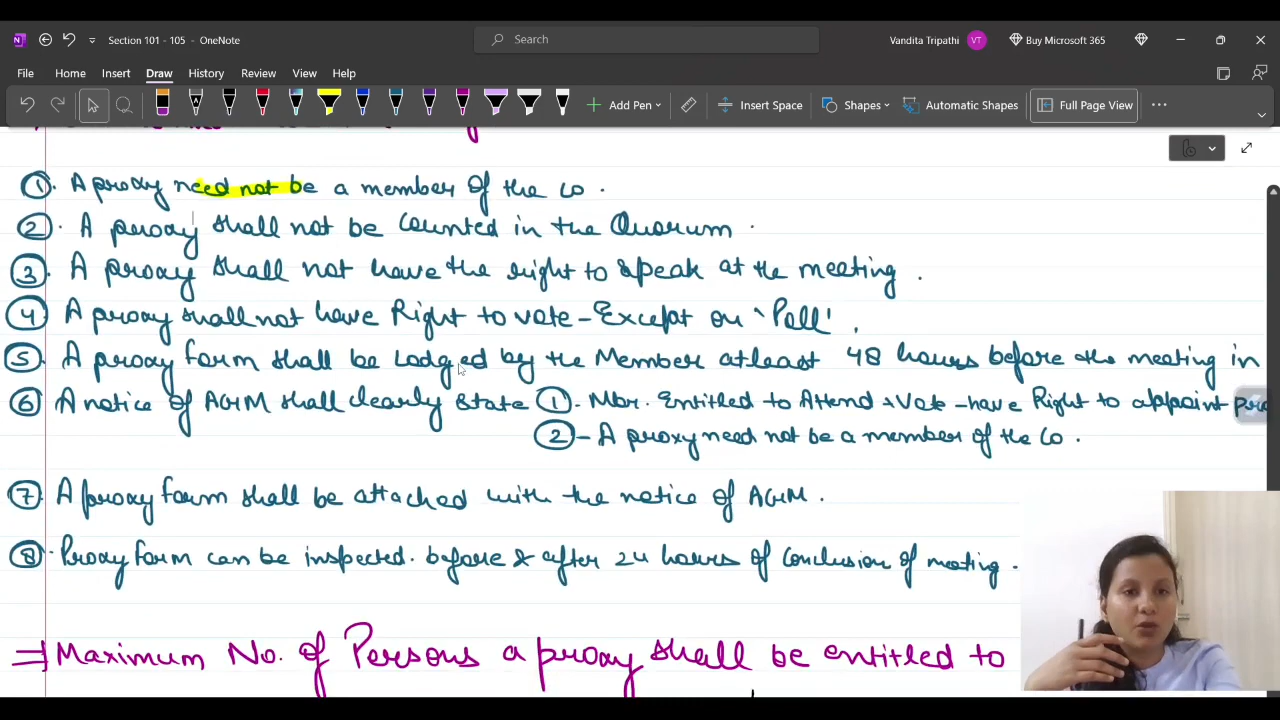 Section 101 - 105 - OneNote
Search
Vandita Tripathi VT
Buy Microsoft 365
File Home Insert Draw History Review View Help
Add Pen Insert Space Shapes Automatic Shapes Full Page View
① A proxy need not be a member of the co.
② A proxy shall not be counted in the Quorum.
③ A proxy shall not have the right to speak at the meeting.
④ A proxy shall not have Right to vote - Except on 'Poll'.
⑤ A proxy form shall be Lodged by the Member atleast 48 hours before the meeting in
⑥ A notice of AGM shall clearly state ① - Mbr. Entitled to Attend + Vote - have Right to appoint
② - A proxy need not be a member of the Co.
⑦ A proxy form shall be attached with the notice of AGM.
⑧ Proxy form can be inspected. before & after 24 hours of conclusion of meeting.
⇒ Maximum No. of Persons a proxy shall be entitled to